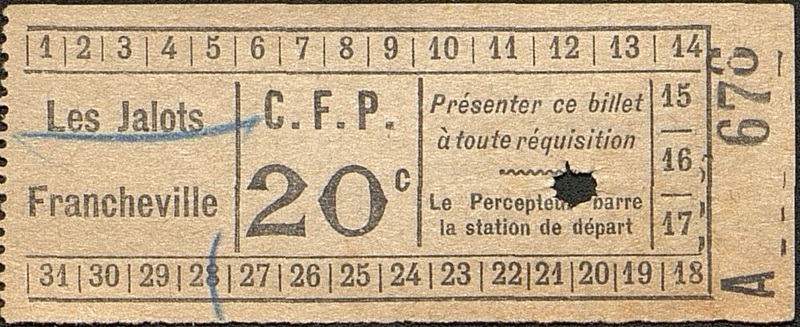 1 | 2 | 3 | 4 | 5 | 6 | 7 | 8 | 9 | 10 | 11 | 12 | 13 | 14
Les Jalots
Francheville
C. F. P.
20c
Présenter ce billet
à toute réquisition
Le Percepteur barre
la station de départ
15
16
17
31 | 30 | 29 | 28 | 27 | 26 | 25 | 24 | 23 | 22 | 21 | 20 | 19 | 18
A
676